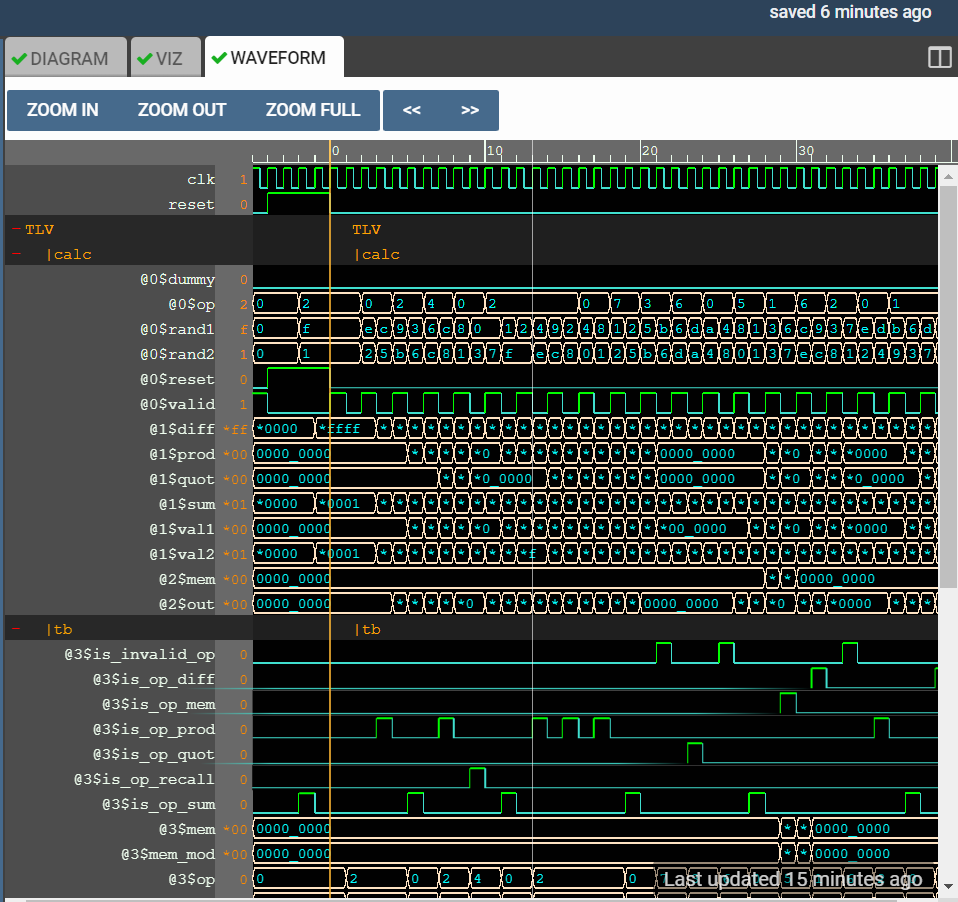 saved 6 minutes ago
DIAGRAM VIZ WAVEFORM
ZOOM IN ZOOM OUT ZOOM FULL << >>
0 10 20 30
clk 1
reset 0
TLV TLV
|calc |calc
@0$dummy 0
@0$op 2 0 2 0 2 4 0 2 0 7 3 6 0 5 1 6 2 0 1
@0$rand1 f 0 f e c 9 3 6 c 8 0 1 2 4 9 2 4 8 1 2 5 b 6 d a 4 8 1 3 6 c 9 3 7 e d b 6 d
@0$rand2 1 0 1 2 5 b 6 c 8 1 3 7 f e c 8 0 1 2 5 b 6 d a 4 8 0 1 3 7 e c 8 1 2 4 9 3 7
@0$reset 0
@0$valid 1
@1$diff *ff *0000 *ffff
@1$prod *00 0000_0000 *0 0000_0000 *0 *0000
@1$quot *00 0000_0000 *0_0000 0000_0000 *0 *0_0000
@1$sum *01 *0000 *0001
@1$val1 *00 0000_0000 *0 *00_0000 *0 *0000
@1$val2 *01 *0000 *0001 *f
@2$mem *00 0000_0000 * * 0000_0000
@2$out *00 0000_0000 *0 0000_0000 *0 *0000
|tb |tb
@3$is_invalid_op 0
@3$is_op_diff 0
@3$is_op_mem 0
@3$is_op_prod 0
@3$is_op_quot 0
@3$is_op_recall 0
@3$is_op_sum 0
@3$mem *00 0000_0000 * * 0000_0000
@3$mem_mod *00 0000_0000 * * 0000_0000
@3$op 0 0 2 0 2 4 0 2 0
Last updated 15 minutes ago